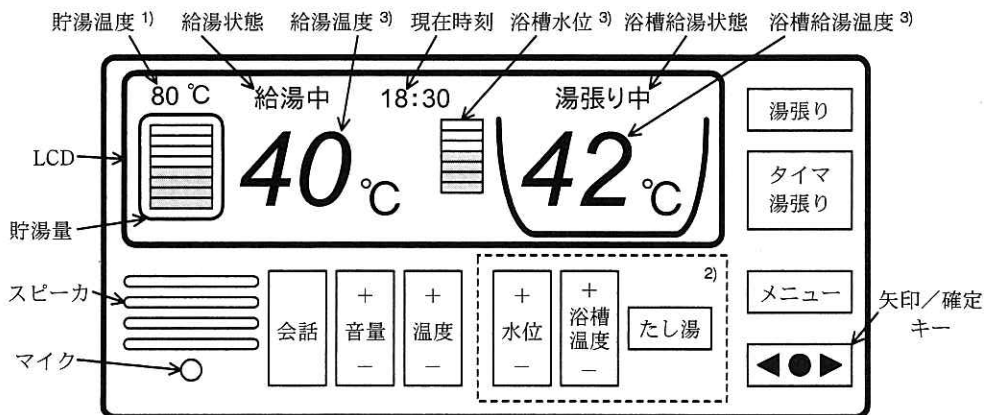 貯湯温度 1) 給湯状態 給湯温度 3) 現在時刻 浴槽水位 3) 浴槽給湯状態 浴槽給湯温度 3)
80 ℃ 給湯中 18:30 湯張り中
40 ℃ 42 ℃
LCD
貯湯量
湯張り
タイマ
湯張り
スピーカ
マイク
会話
+
音量
−
+
温度
−
2)
+
水位
−
+
浴槽
温度
−
たし湯
メニュー
◀●▶
矢印/確定
キー